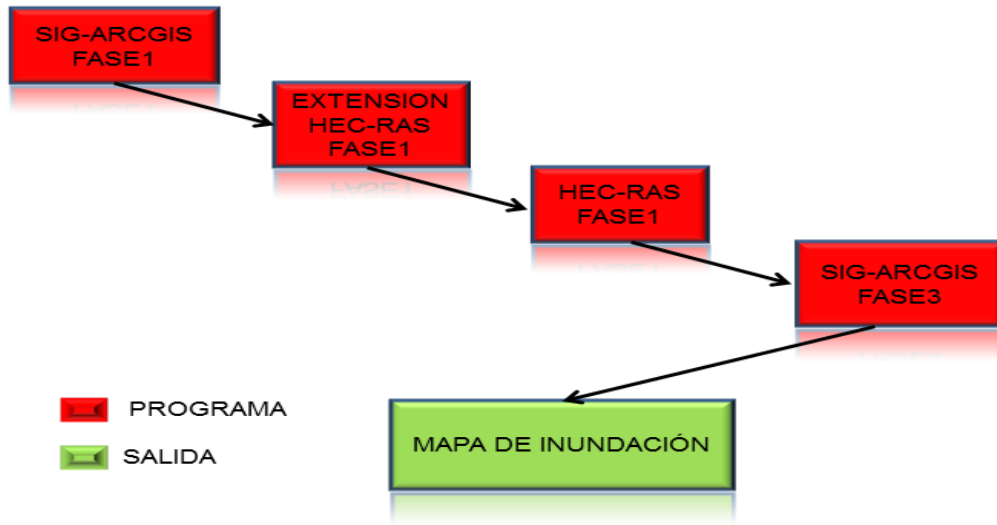 SIG-ARCGIS
FASE1
EXTENSION
HEC-RAS
FASE1
HEC-RAS
FASE1
SIG-ARCGIS
FASE3
MAPA DE INUNDACIÓN
PROGRAMA
SALIDA